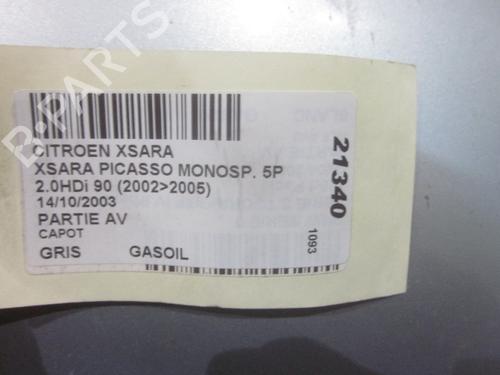 B-PARTS
CITROEN XSARA
XSARA PICASSO MONOSP. 5P
2.0HDi 90 (2002>2005)
14/10/2003
PARTIE AV
CAPOT
GRIS GASOIL
21340
1093